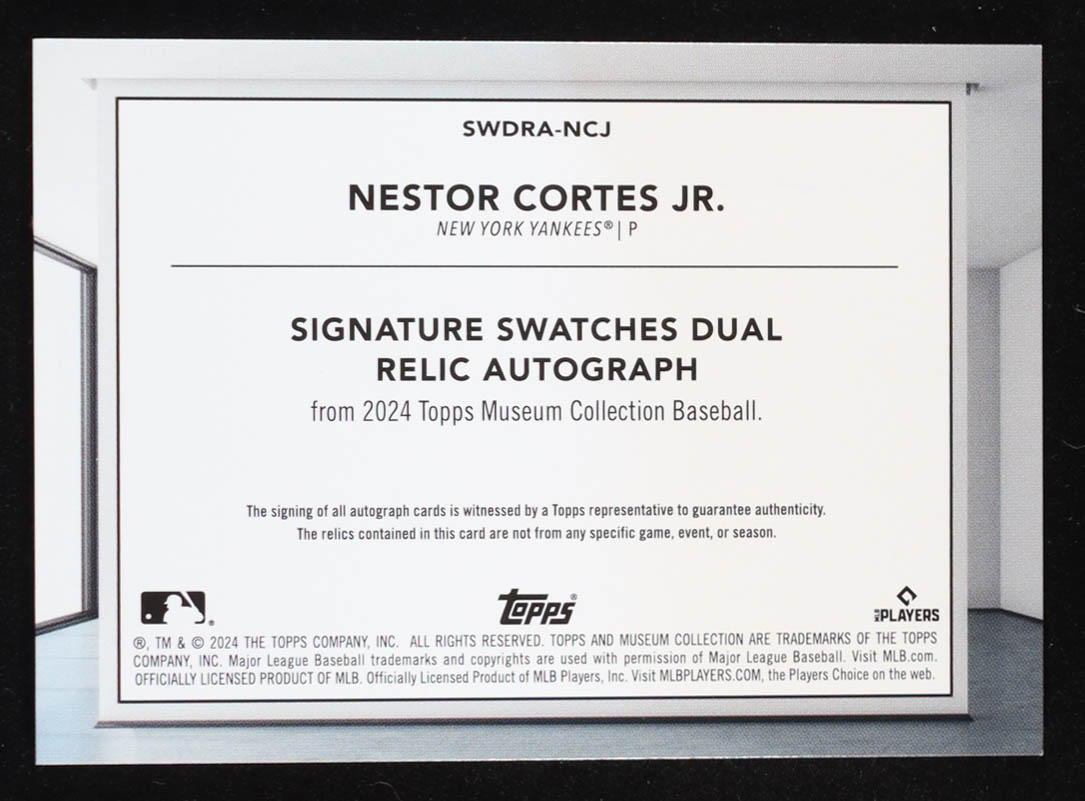 SWDRA-NCJ
NESTOR CORTES JR.
NEW YORK YANKEES® | P
SIGNATURE SWATCHES DUAL
RELIC AUTOGRAPH
from 2024 Topps Museum Collection Baseball.
The signing of all autograph cards is witnessed by a Topps representative to guarantee authenticity.
The relics contained in this card are not from any specific game, event, or season.
®
Topps®
MLB PLAYERS
®, TM & © 2024 THE TOPPS COMPANY, INC. ALL RIGHTS RESERVED. TOPPS AND MUSEUM COLLECTION ARE TRADEMARKS OF THE TOPPS
COMPANY, INC. Major League Baseball trademarks and copyrights are used with permission of Major League Baseball. Visit MLB.com.
OFFICIALLY LICENSED PRODUCT OF MLB. Officially Licensed Product of MLB Players, Inc. Visit MLBPLAYERS.COM, the Players Choice on the web.